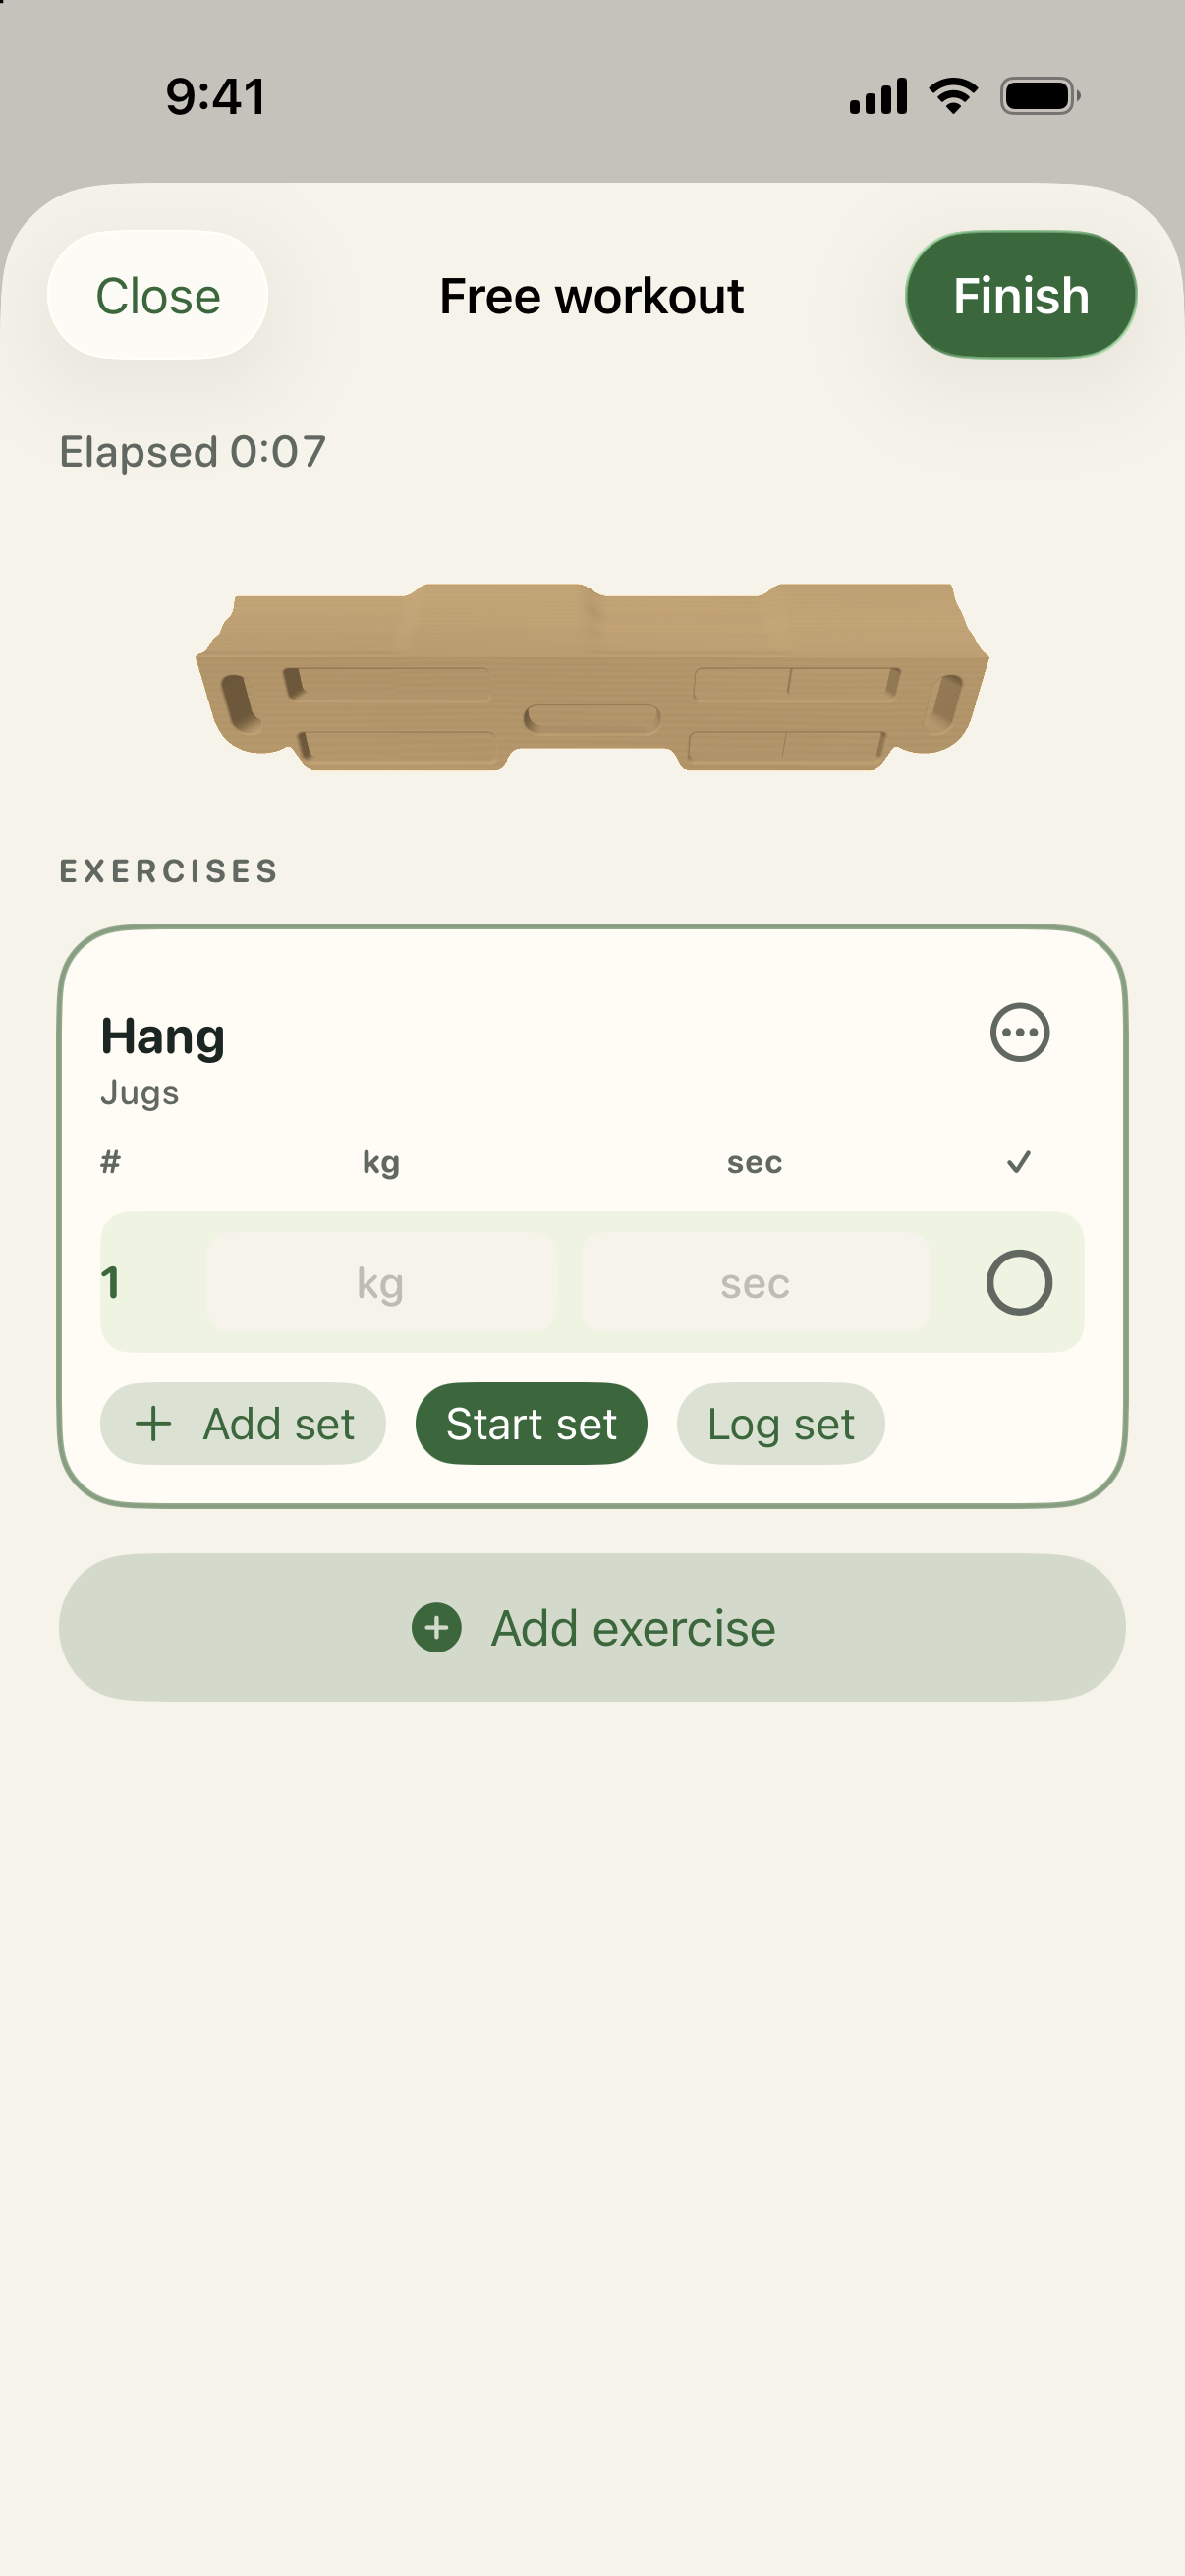 9:41
Close Free workout Finish
Elapsed 0:07
EXERCISES
Hang
Jugs
# kg sec ✓
1 kg sec
+ Add set Start set Log set
+ Add exercise